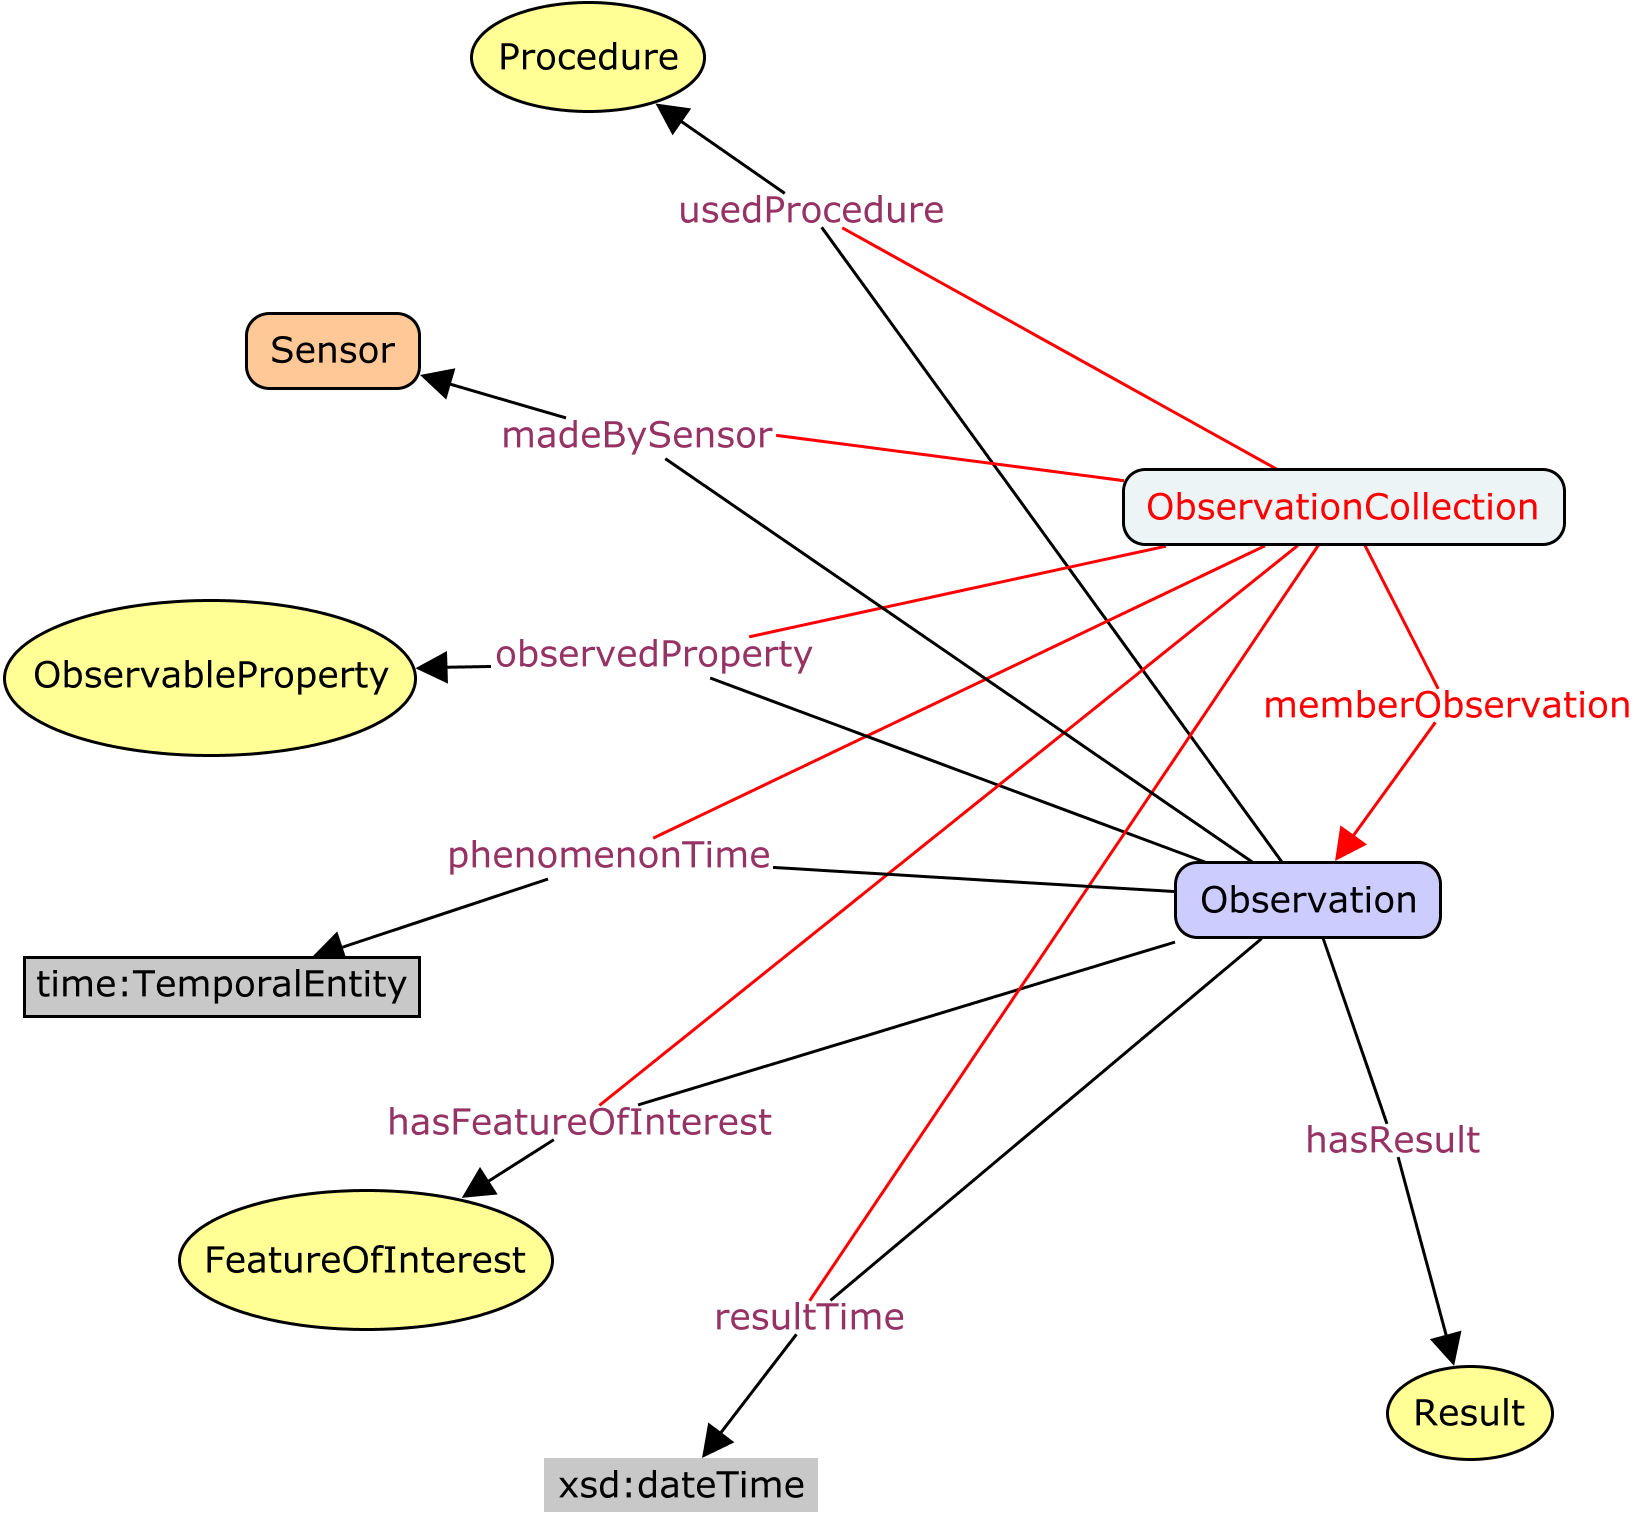 Procedure
usedProcedure
Sensor
madeBySensor
ObservationCollection
ObservableProperty
observedProperty
memberObservation
phenomenonTime
Observation
time:TemporalEntity
hasFeatureOfInterest
hasResult
FeatureOfInterest
resultTime
Result
xsd:dateTime